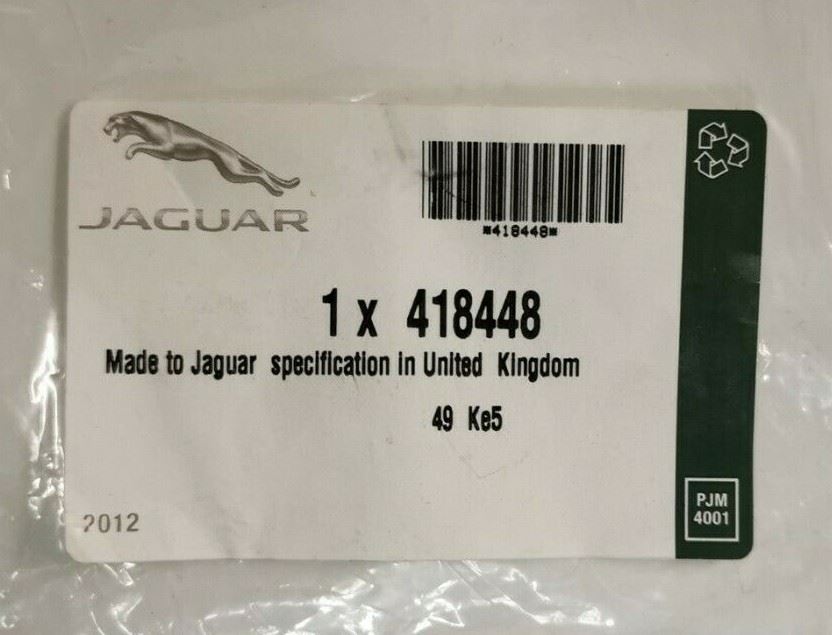 JAGUAR
*418448*
1 x 418448
Made to Jaguar specification in United Kingdom
49 Ke5
2012
PJM
4001